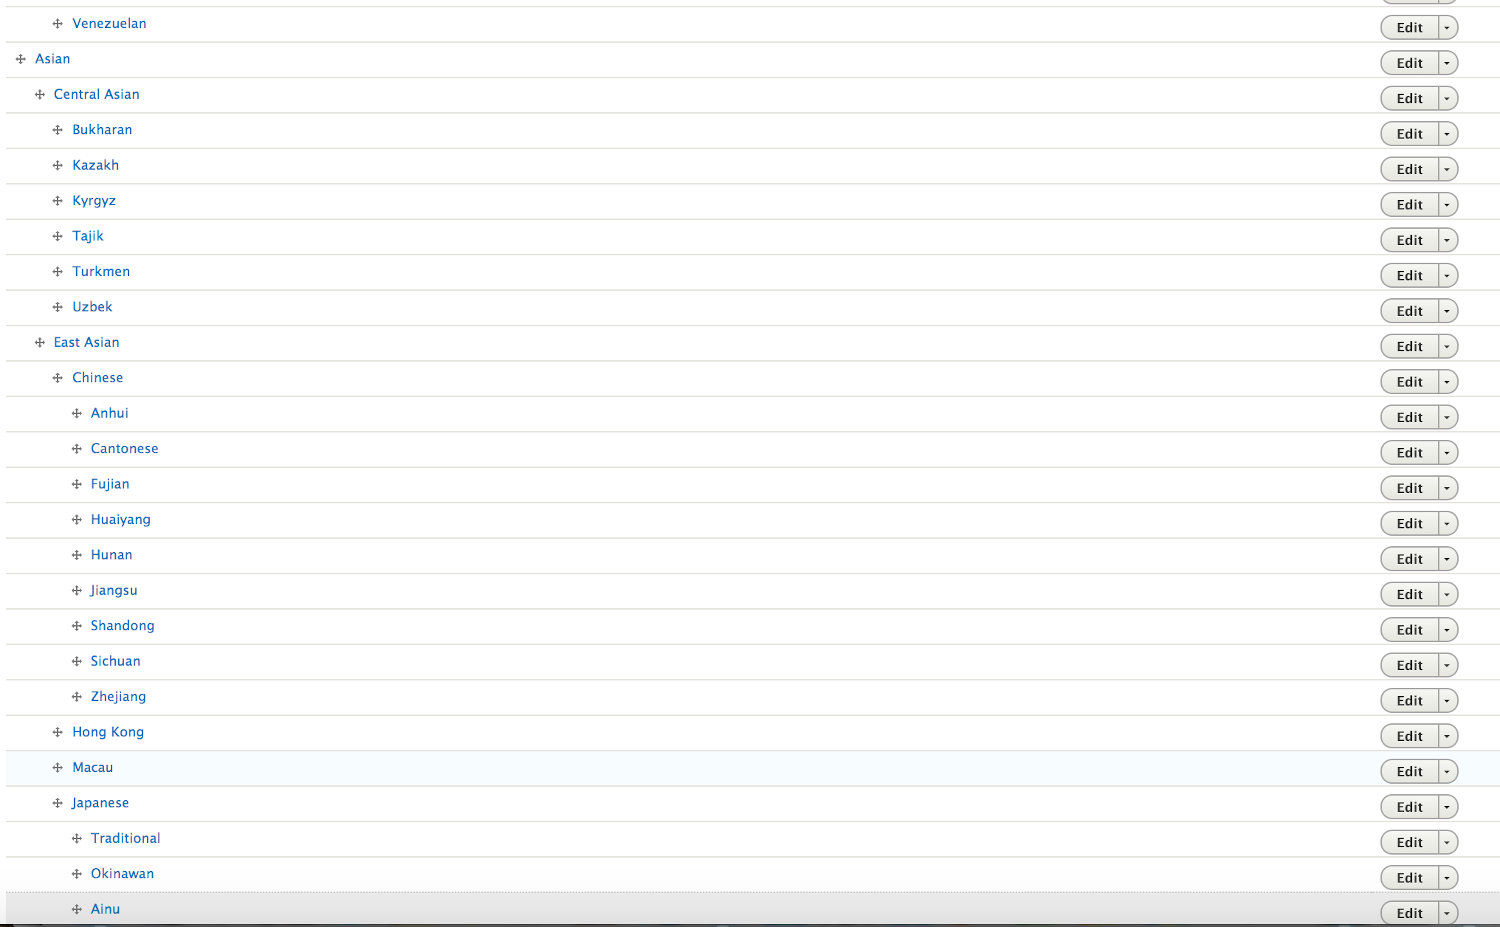 Venezuelan Edit
Asian Edit
Central Asian Edit
Bukharan Edit
Kazakh Edit
Kyrgyz Edit
Tajik Edit
Turkmen Edit
Uzbek Edit
East Asian Edit
Chinese Edit
Anhui Edit
Cantonese Edit
Fujian Edit
Huaiyang Edit
Hunan Edit
Jiangsu Edit
Shandong Edit
Sichuan Edit
Zhejiang Edit
Hong Kong Edit
Macau Edit
Japanese Edit
Traditional Edit
Okinawan Edit
Ainu Edit